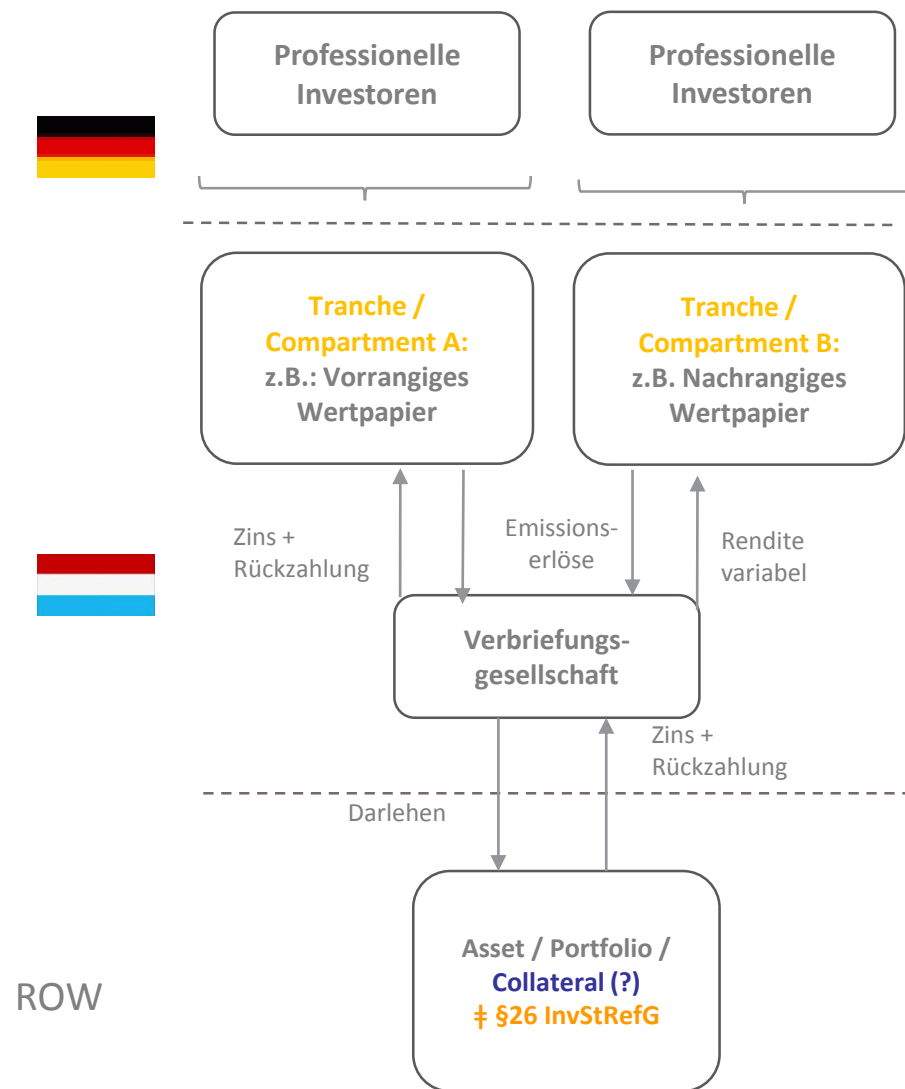 Professionelle
Investoren
Professionelle
Investoren
Tranche /
Compartment A:
z.B.: Vorrangiges
Wertpapier
Tranche /
Compartment B:
z.B. Nachrangiges
Wertpapier
Zins +
Rückzahlung
Emissions-
erlöse
Rendite
variabel
Verbriefungs-
gesellschaft
Zins +
Rückzahlung
Darlehen
Asset / Portfolio /
Collateral (?)
ǂ §26 InvStRefG
ROW